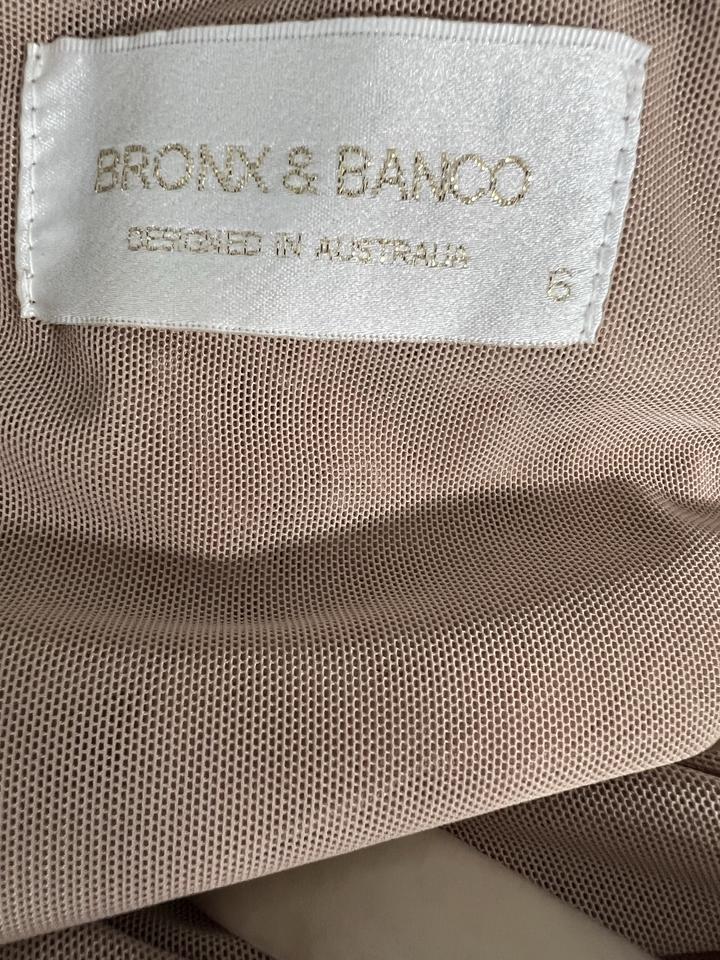 BRONX & BANCO
DESIGNED IN AUSTRALIA
6